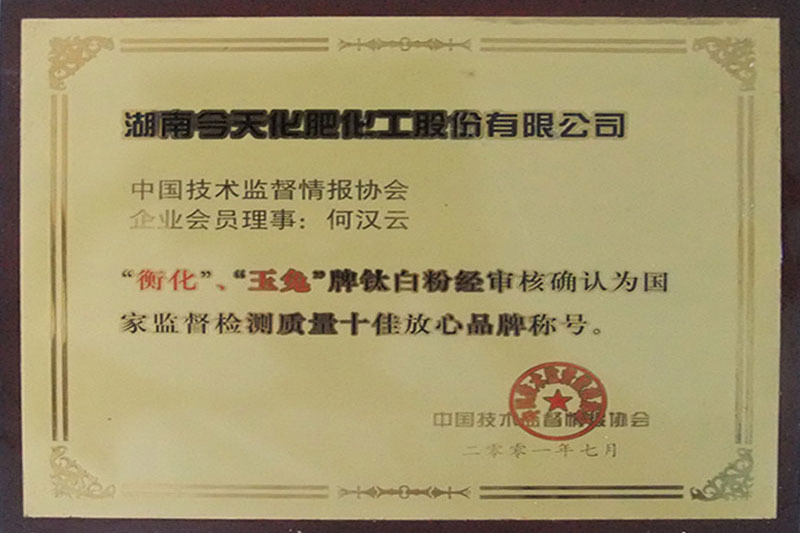 湖南今天化肥化工股份有限公司
中国技术监督情报协会
企业会员理事：何汉云
“衡化”、“玉兔”牌钛白粉经审核确认为国
家监督检测质量十佳放心品牌称号。
中国技术监督情报协会
二零零一年七月